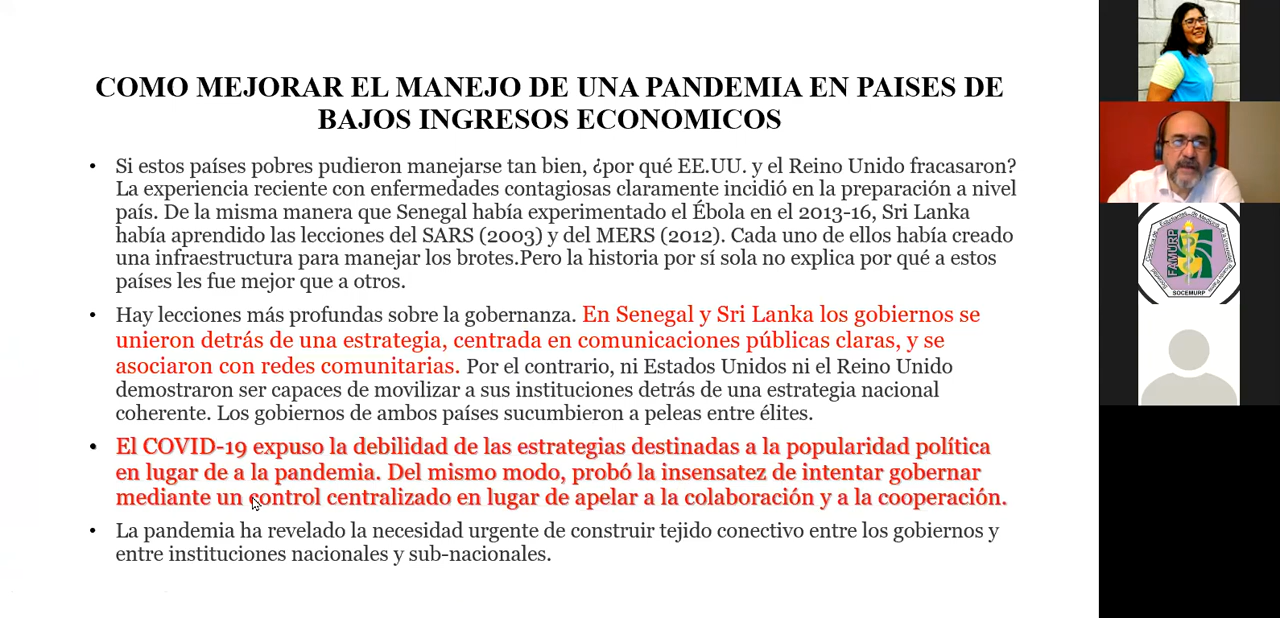 COMO MEJORAR EL MANEJO DE UNA PANDEMIA EN PAISES DE
BAJOS INGRESOS ECONOMICOS
• Si estos países pobres pudieron manejarse tan bien, ¿por qué EE.UU. y el Reino Unido fracasaron?
La experiencia reciente con enfermedades contagiosas claramente incidió en la preparación a nivel
país. De la misma manera que Senegal había experimentado el Ébola en el 2013-16, Sri Lanka
había aprendido las lecciones del SARS (2003) y del MERS (2012). Cada uno de ellos había creado
una infraestructura para manejar los brotes.Pero la historia por sí sola no explica por qué a estos
países les fue mejor que a otros.
• Hay lecciones más profundas sobre la gobernanza. En Senegal y Sri Lanka los gobiernos se
unieron detrás de una estrategia, centrada en comunicaciones públicas claras, y se
asociaron con redes comunitarias. Por el contrario, ni Estados Unidos ni el Reino Unido
demostraron ser capaces de movilizar a sus instituciones detrás de una estrategia nacional
coherente. Los gobiernos de ambos países sucumbieron a peleas entre élites.
• El COVID-19 expuso la debilidad de las estrategias destinadas a la popularidad política
en lugar de a la pandemia. Del mismo modo, probó la insensatez de intentar gobernar
mediante un control centralizado en lugar de apelar a la colaboración y a la cooperación.
• La pandemia ha revelado la necesidad urgente de construir tejido conectivo entre los gobiernos y
entre instituciones nacionales y sub-nacionales.
FAMURP
SOCEMURP